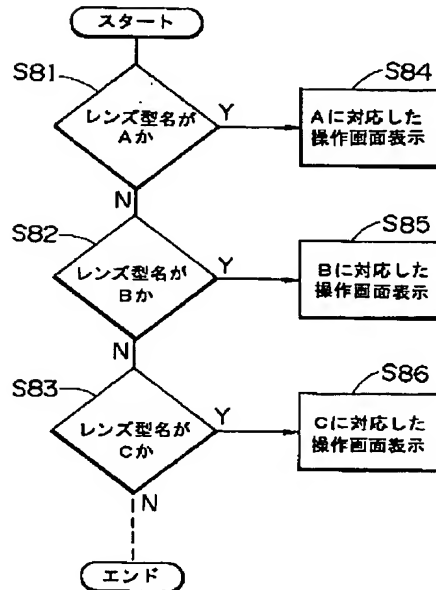 スタート
S81
レンズ型名が
Aか
Y
N
S84
Aに対応した
操作画面表示
S82
レンズ型名が
Bか
Y
N
S85
Bに対応した
操作画面表示
S83
レンズ型名が
Cか
Y
N
S86
Cに対応した
操作画面表示
エンド